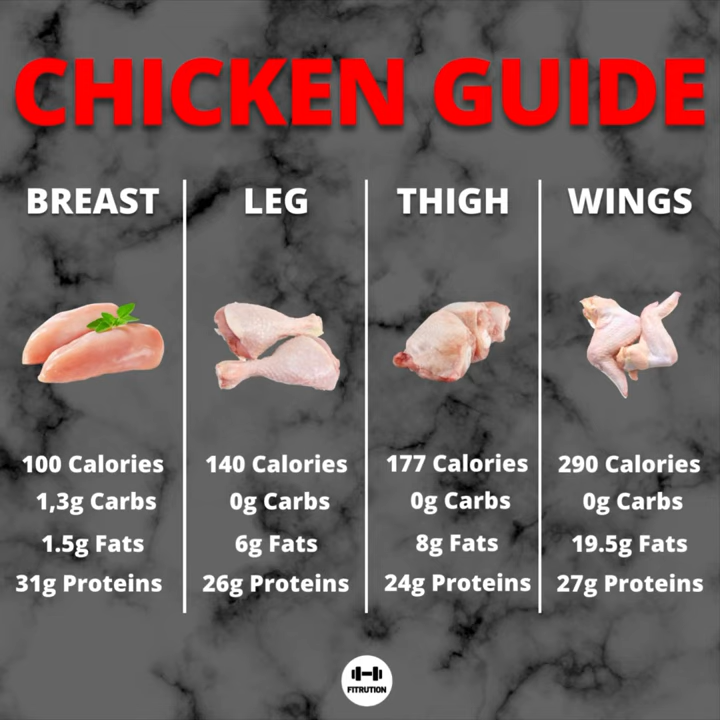 CHICKEN GUIDE
BREAST
100 Calories
1,3g Carbs
1.5g Fats
31g Proteins
LEG
140 Calories
0g Carbs
6g Fats
26g Proteins
THIGH
177 Calories
0g Carbs
8g Fats
24g Proteins
WINGS
290 Calories
0g Carbs
19.5g Fats
27g Proteins
FITRUTION